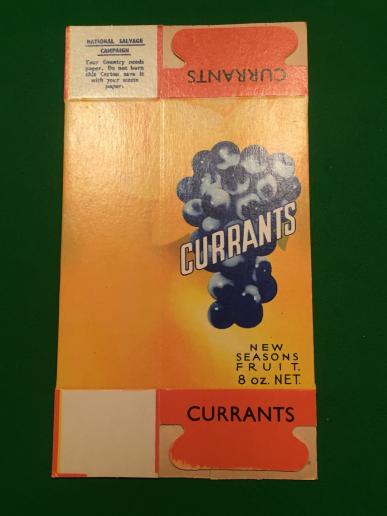 NATIONAL SALVAGE
CAMPAIGN
Your Country needs
paper. Do not burn
this Carton save it
with your waste
paper.
CURRANTS
CURRANTS
NEW
SEASONS
FRUIT.
8 oz. NET.
CURRANTS